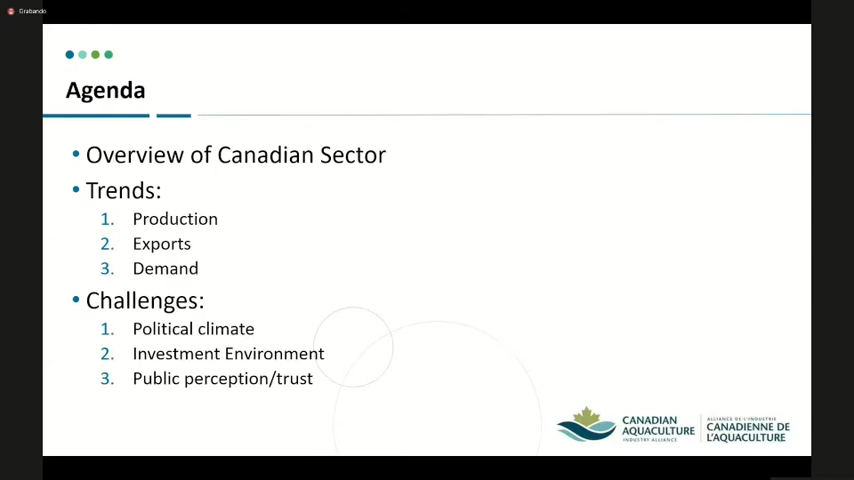 Grabando
Agenda
• Overview of Canadian Sector
• Trends:
1. Production
2. Exports
3. Demand
• Challenges:
1. Political climate
2. Investment Environment
3. Public perception/trust
CANADIAN
AQUACULTURE
INDUSTRY ALLIANCE
ALLIANCE DE L'INDUSTRIE
CANADIENNE DE
L'AQUACULTURE